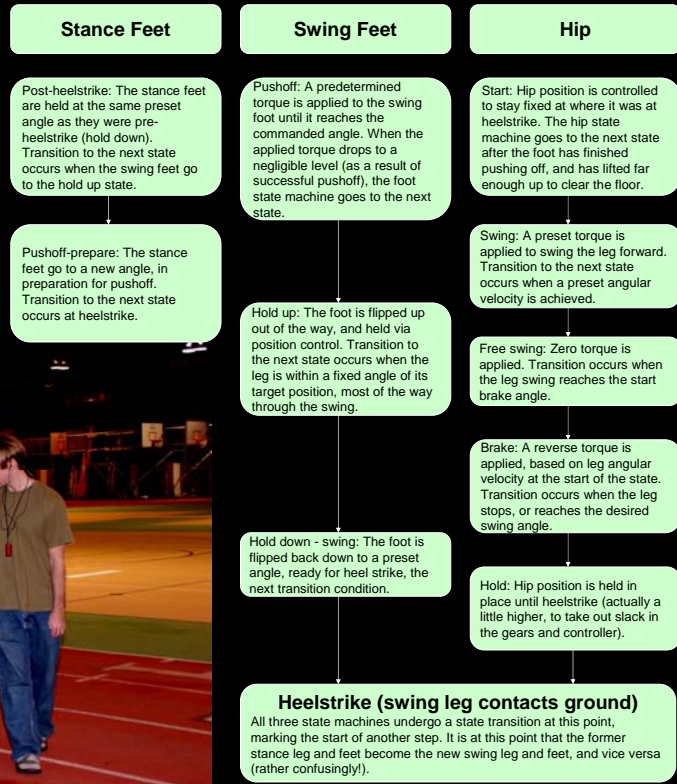 Stance Feet
Post-heelstrike: The stance feet
are held at the same preset
angle as they were pre-
heelstrike (hold down).
Transition to the next state
occurs when the swing feet go
to the hold up state.
Pushoff-prepare: The stance
feet go to a new angle, in
preparation for pushoff.
Transition to the next state
occurs at heelstrike.
Swing Feet
Pushoff: A predetermined
torque is applied to the swing
foot until it reaches the
commanded angle. When the
applied torque drops to a
negligible level (as a result of
successful pushoff), the foot
state machine goes to the next
state.
Hold up: The foot is flipped up
out of the way, and held via
position control. Transition to
the next state occurs when the
leg is within a fixed angle of its
target position, most of the way
through the swing.
Hold down - swing: The foot is
flipped back down to a preset
angle, ready for heel strike, the
next transition condition.
Hip
Start: Hip position is controlled
to stay fixed at where it was at
heelstrike. The hip state
machine goes to the next state
after the foot has finished
pushing off, and has lifted far
enough up to clear the floor.
Swing: A preset torque is
applied to swing the leg forward.
Transition to the next state
occurs when a preset angular
velocity is achieved.
Free swing: Zero torque is
applied. Transition occurs when
the leg swing reaches the start
brake angle.
Brake: A reverse torque is
applied, based on leg angular
velocity at the start of the state.
Transition occurs when the leg
stops, or reaches the desired
swing angle.
Hold: Hip position is held in
place until heelstrike (actually a
little higher, to take out slack in
the gears and controller).
Heelstrike (swing leg contacts ground)
All three state machines undergo a state transition at this point,
marking the start of another step. It is at this point that the former
stance leg and feet become the new swing leg and feet, and vice versa
(rather confusingly!).